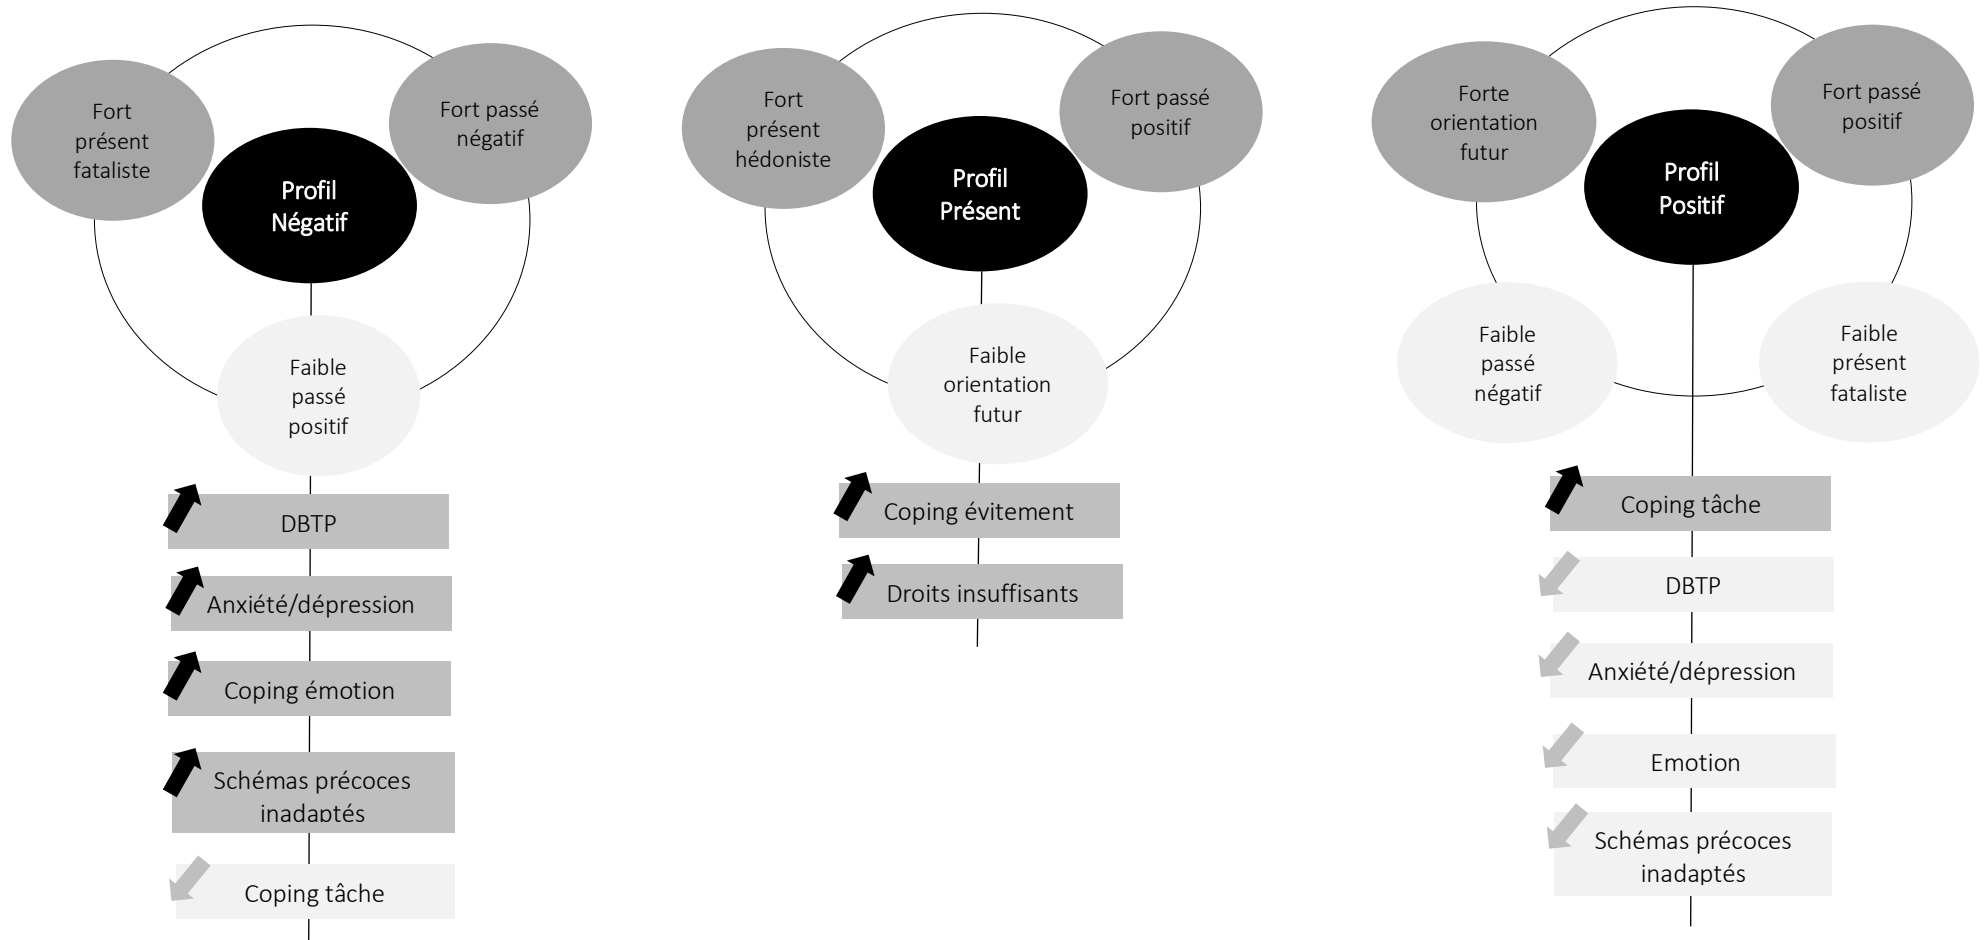 Fort
présent
fataliste
Fort passé
négatif
Profil
Négatif
Faible
passé
positif
DBTP
Anxiété/dépression
Coping émotion
Schémas précoces
inadaptés
Coping tâche
Fort
présent
hédoniste
Fort passé
positif
Profil
Présent
Faible
orientation
futur
Coping évitement
Droits insuffisants
Forte
orientation
futur
Fort passé
positif
Profil
Positif
Faible
passé
négatif
Faible
présent
fataliste
Coping tâche
DBTP
Anxiété/dépression
Emotion
Schémas précoces
inadaptés